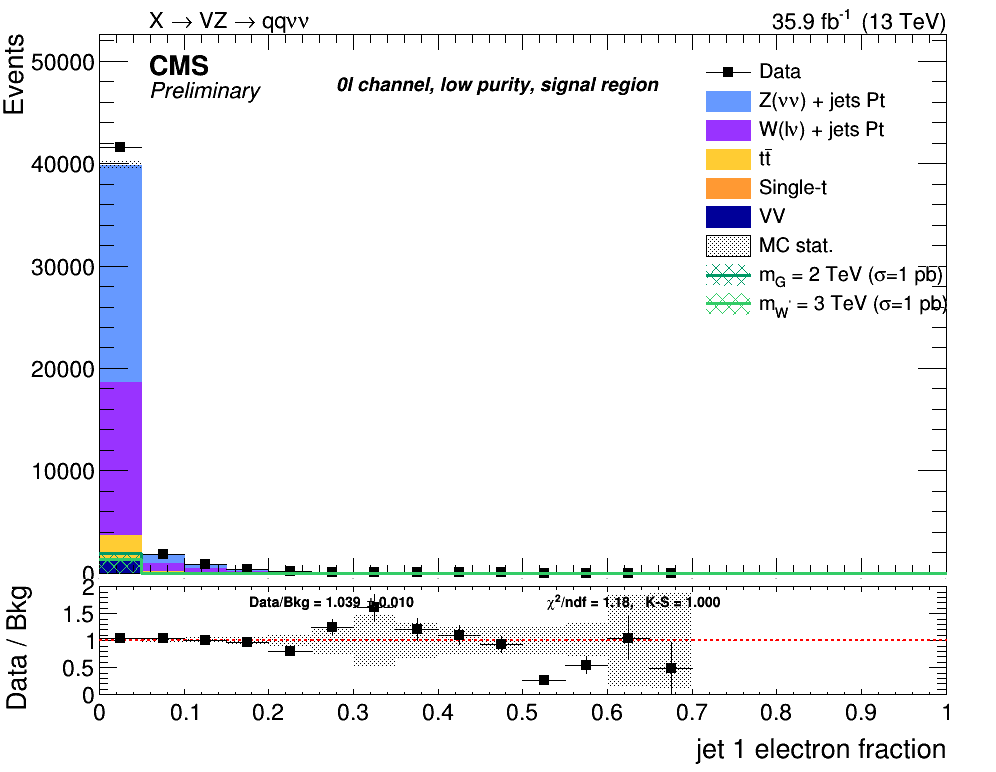 X → VZ → qqνν 35.9 fb⁻¹ (13 TeV)
Events
50000
40000
30000
20000
10000
0
CMS
Preliminary
0l channel, low purity, signal region
Data
Z(νν) + jets Pt
W(lν) + jets Pt
tt̄
Single-t
VV
MC stat.
m_G = 2 TeV (σ=1 pb)
m_W' = 3 TeV (σ=1 pb)
Data / Bkg
2
1.5
1
0.5
0
Data/Bkg = 1.039 ± 0.010 χ²/ndf = 1.18, K-S = 1.000
0 0.1 0.2 0.3 0.4 0.5 0.6 0.7 0.8 0.9 1
jet 1 electron fraction